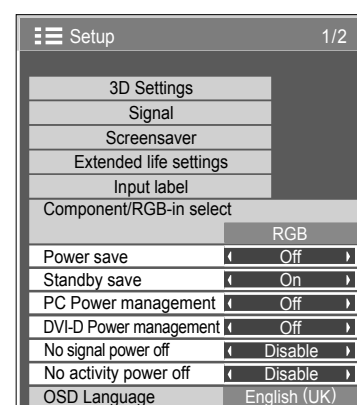 Setup 1/2
3D Settings
Signal
Screensaver
Extended life settings
Input label
Component/RGB-in select
RGB
Power save Off
Standby save On
PC Power management Off
DVI-D Power management Off
No signal power off Disable
No activity power off Disable
OSD Language English (UK)